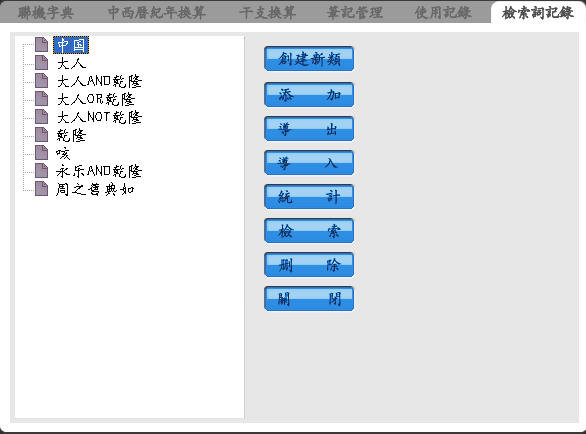 聯機字典 中西曆紀年換算 干支換算 筆記管理 使用記錄 檢索詞記錄
中国
大人
大人AND乾隆
大人OR乾隆
大人NOT乾隆
乾隆
咳
永乐AND乾隆
周之舊典如
創建新類
添 加
導 出
導 入
統 計
檢 索
刪 除
關 閉